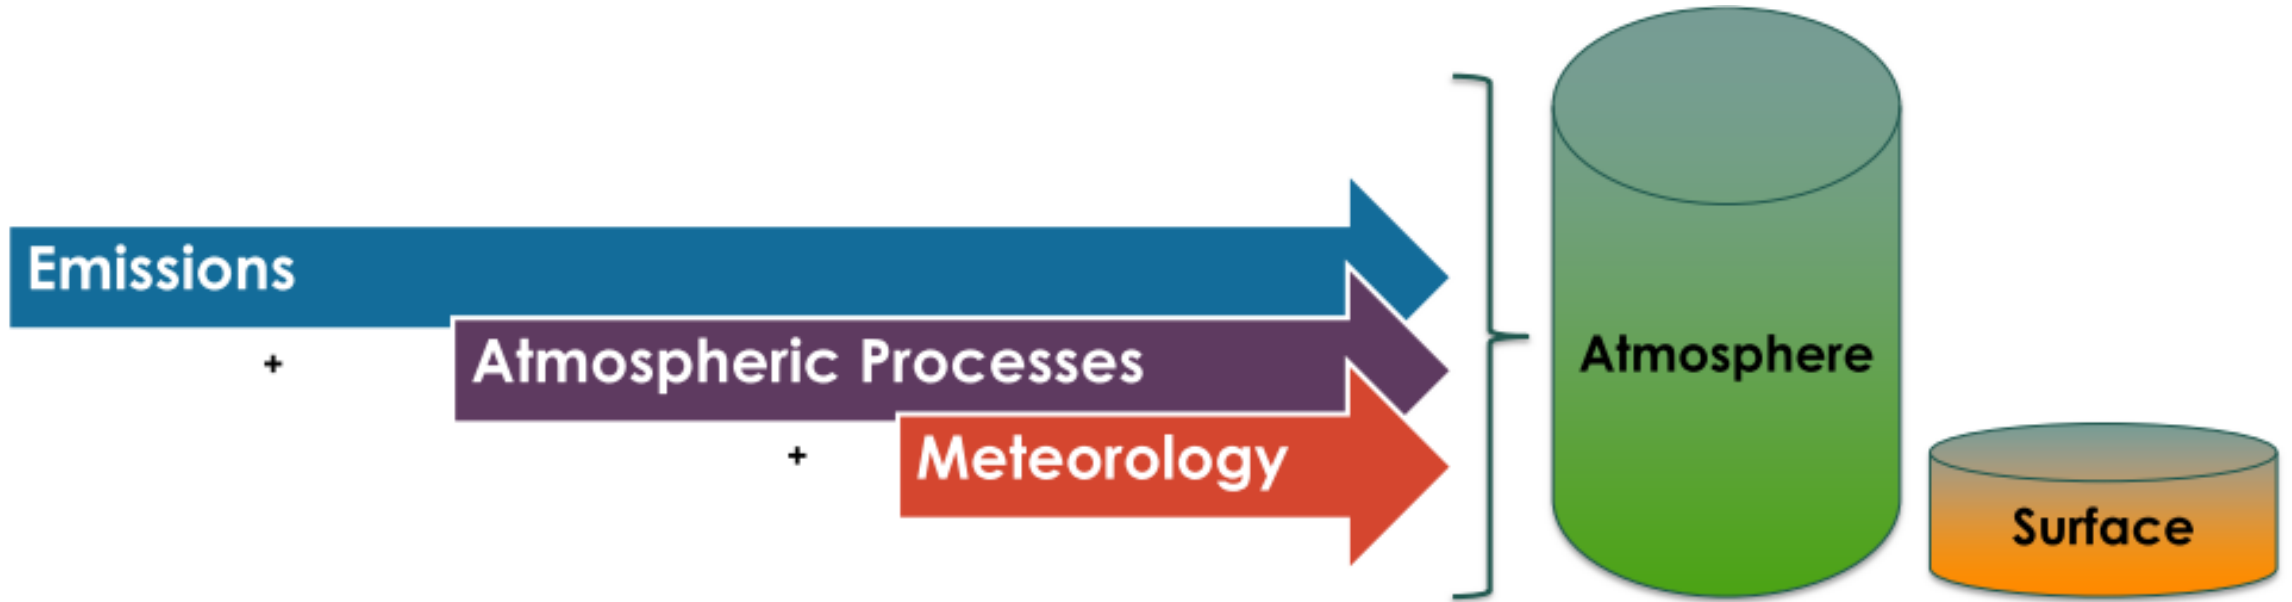 Emissions
+
Atmospheric Processes
+
Meteorology
Atmosphere
Surface